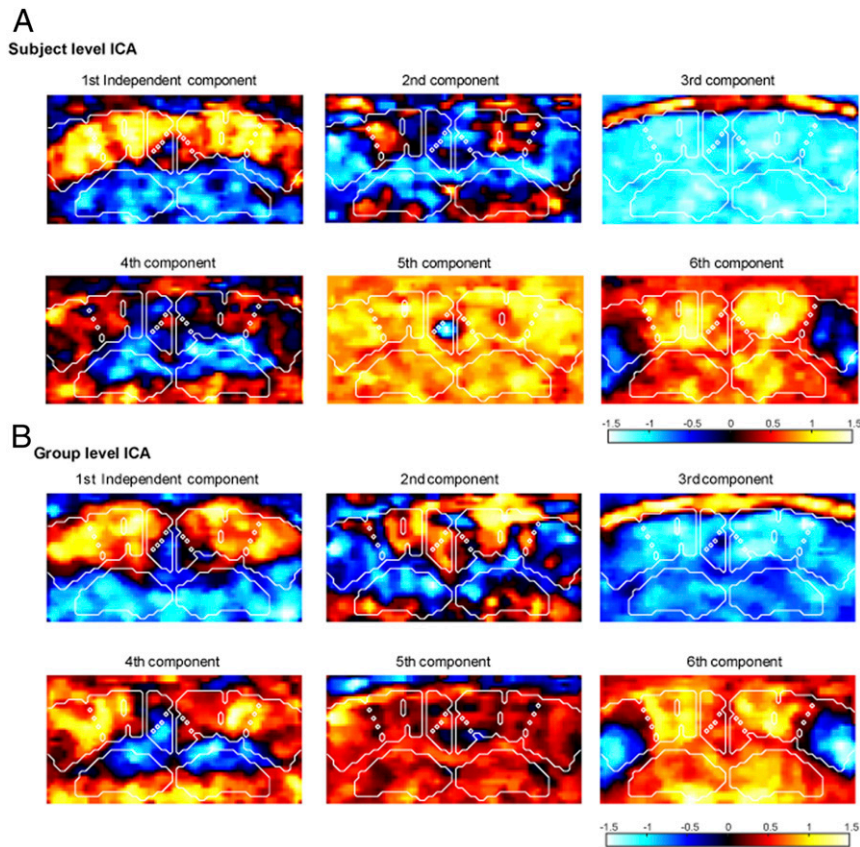 A
Subject level ICA
1st Independent component
2nd component
3rd component
4th component
5th component
6th component
-1.5 -1 -0.5 0 0.5 1 1.5
B
Group level ICA
1st Independent component
2nd component
3rd component
4th component
5th component
6th component
-1.5 -1 -0.5 0 0.5 1 1.5